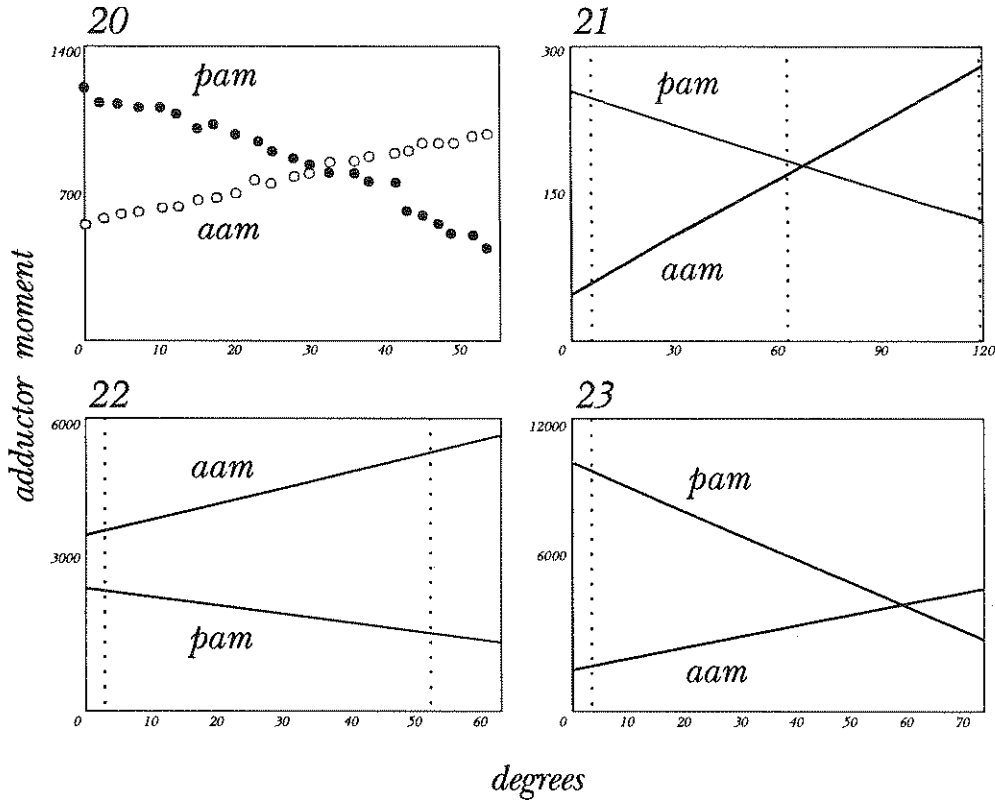 20
1400
700
pam
aam
0 10 20 30 40 50
21
300
150
pam
aam
0 30 60 90 120
22
6000
3000
aam
pam
0 10 20 30 40 50 60
23
12000
6000
pam
aam
0 10 20 30 40 50 60 70
adductor moment
degrees